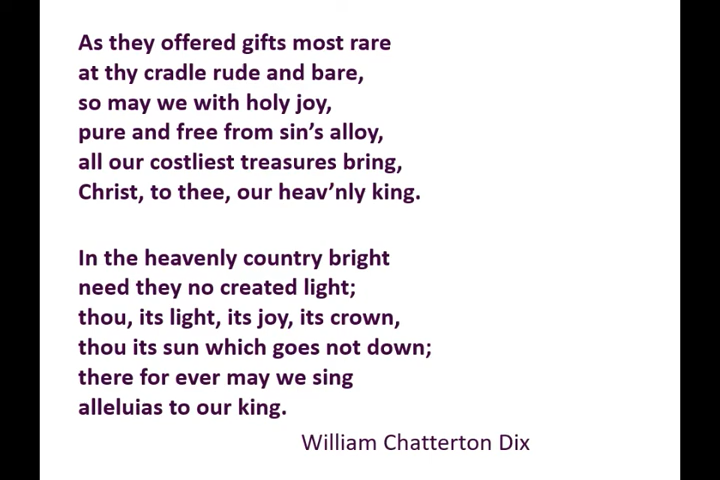 As they offered gifts most rare
at thy cradle rude and bare,
so may we with holy joy,
pure and free from sin’s alloy,
all our costliest treasures bring,
Christ, to thee, our heav’nly king.
In the heavenly country bright
need they no created light;
thou, its light, its joy, its crown,
thou its sun which goes not down;
there for ever may we sing
alleluias to our king.
William Chatterton Dix